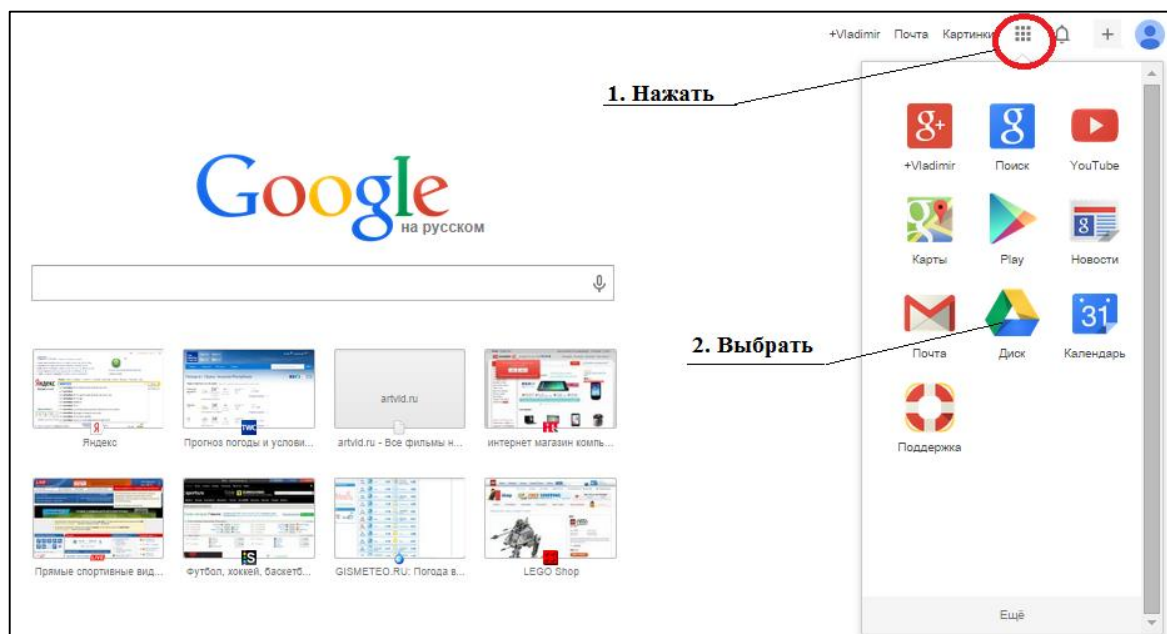 +Vladimir Почта Картинки
1. Нажать
Google
на русском
+Vladimir Поиск YouTube
Карты Play Новости
2. Выбрать
31
Почта Диск Календарь
artvid.ru
Яндекс Прогноз погоды и услови... artvid.ru - Все фильмы н... интернет магазин компь...
Поддержка
Прямые спортивные вид... Футбол, хоккей, баскетб... GISMETEO.RU: Погода в... LEGO Shop
Ещё